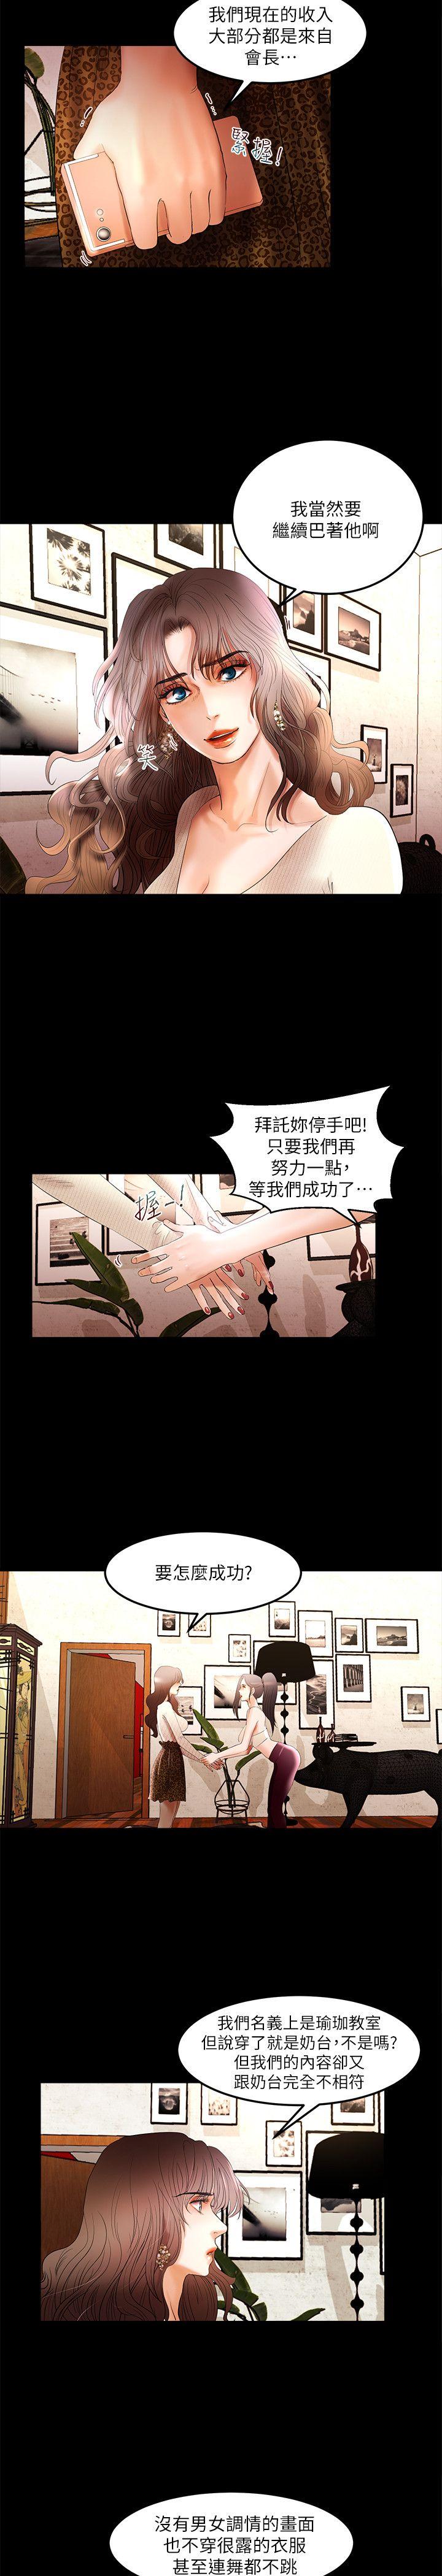 我們現在的收入
大部分都是來自
會長⋯
緊握!
我當然要
繼續巴著他啊
笑
拜託妳停手吧!
只要我們再
努力一點,
等我們成功了⋯
握一!
要怎麼成功?
我們名義上是瑜珈教室
但說穿了就是奶台,不是嗎?
但我們的內容卻又
跟奶台完全不相符
沒有男女調情的畫面
也不穿很露的衣服
甚至連舞都不跳